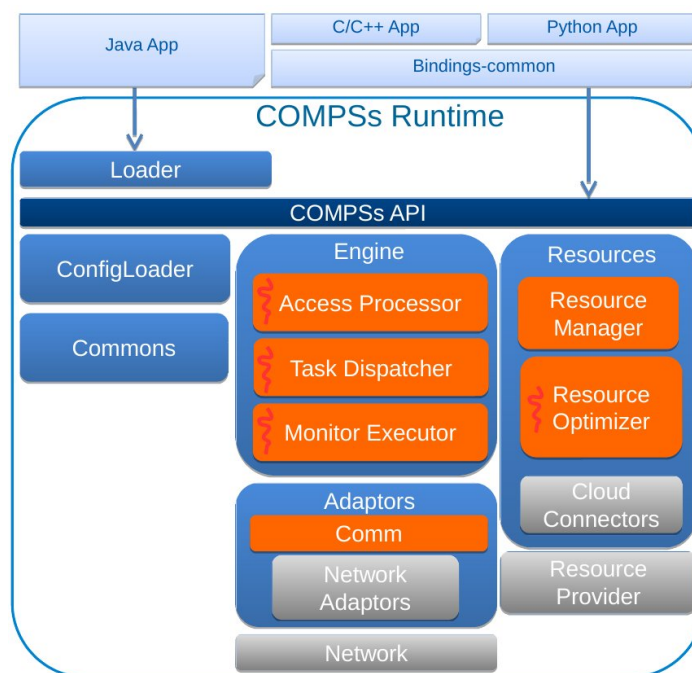 Java App
C/C++ App
Python App
Bindings-common
COMPSs Runtime
Loader
COMPSs API
ConfigLoader
Commons
Engine
Access Processor
Task Dispatcher
Monitor Executor
Resources
Resource
Manager
Resource
Optimizer
Cloud
Connectors
Adaptors
Comm
Network
Adaptors
Resource
Provider
Network